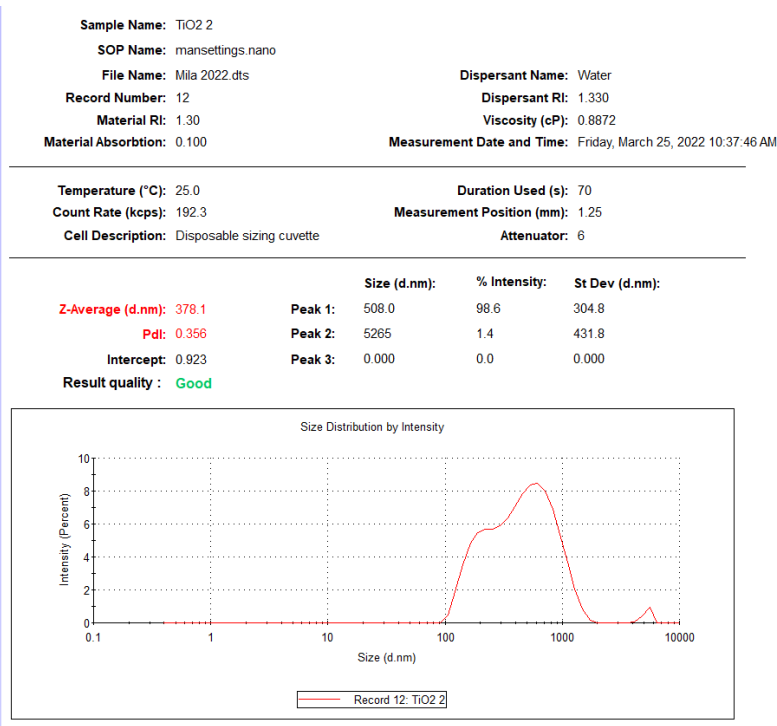 Sample Name: TiO2 2
SOP Name: mansettings.nano
File Name: Mila 2022.dts Dispersant Name: Water
Record Number: 12 Dispersant RI: 1.330
Material RI: 1.30 Viscosity (cP): 0.8872
Material Absorbtion: 0.100 Measurement Date and Time: Friday, March 25, 2022 10:37:46 AM
Temperature (°C): 25.0 Duration Used (s): 70
Count Rate (kcps): 192.3 Measurement Position (mm): 1.25
Cell Description: Disposable sizing cuvette Attenuator: 6
Size (d.nm): % Intensity: St Dev (d.nm):
Z-Average (d.nm): 378.1 Peak 1: 508.0 98.6 304.8
PdI: 0.356 Peak 2: 5265 1.4 431.8
Intercept: 0.923 Peak 3: 0.000 0.0 0.000
Result quality : Good
Size Distribution by Intensity
Intensity (Percent)
10
8
6
4
2
0
0.1 1 10 100 1000 10000
Size (d.nm)
Record 12: TiO2 2